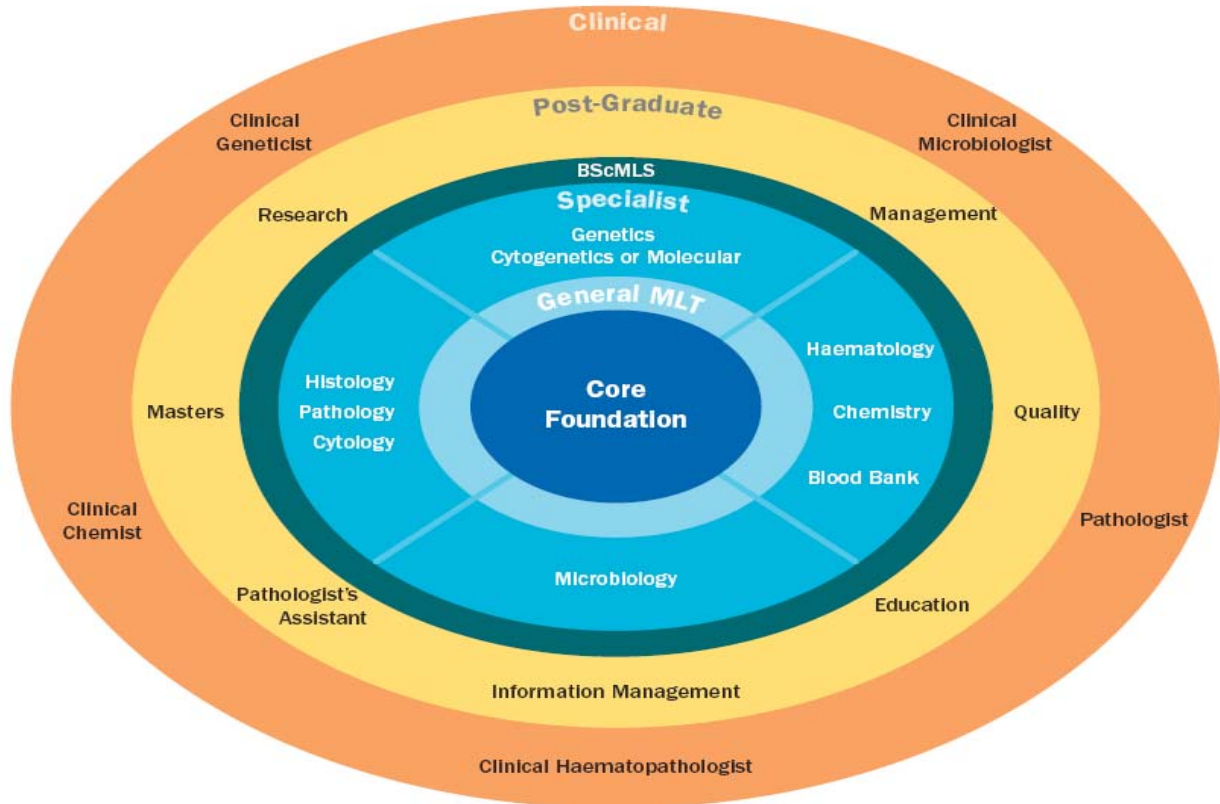 Clinical
Post-Graduate
Clinical
Geneticist
Clinical
Microbiologist
BScMLS
Research
Specialist
Management
Genetics
Cytogenetics or Molecular
General MLT
Haematology
Histology
Pathology
Cytology
Core
Foundation
Masters
Chemistry
Quality
Blood Bank
Clinical
Chemist
Pathologist
Microbiology
Pathologist's
Assistant
Education
Information Management
Clinical Haematopathologist